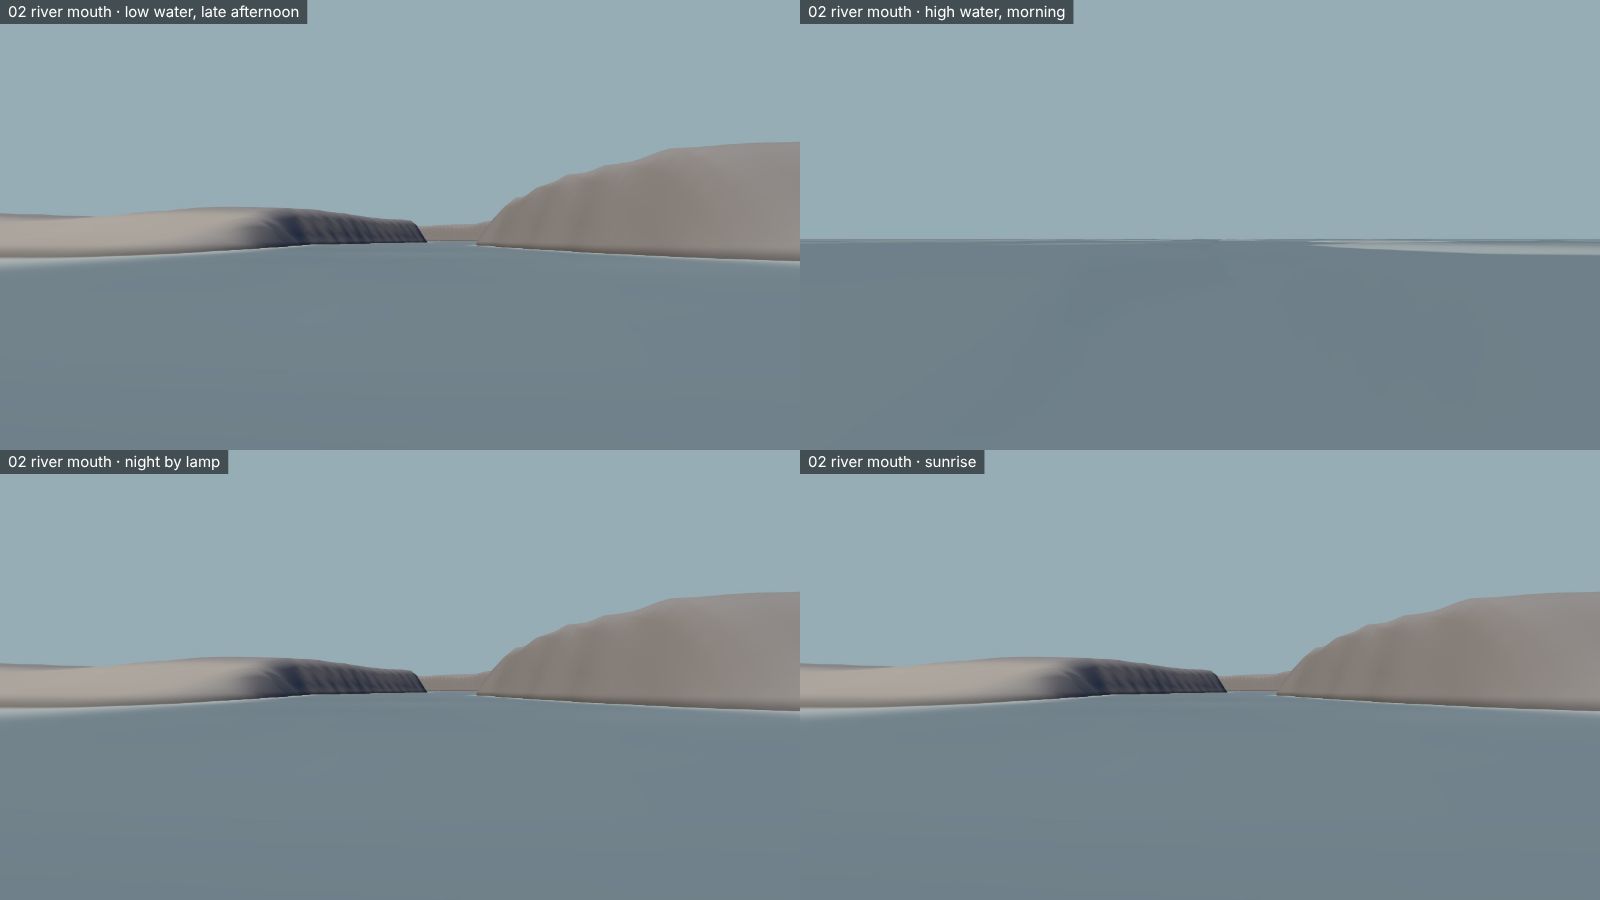 02 river mouth · low water, late afternoon
02 river mouth · high water, morning
02 river mouth · night by lamp
02 river mouth · sunrise